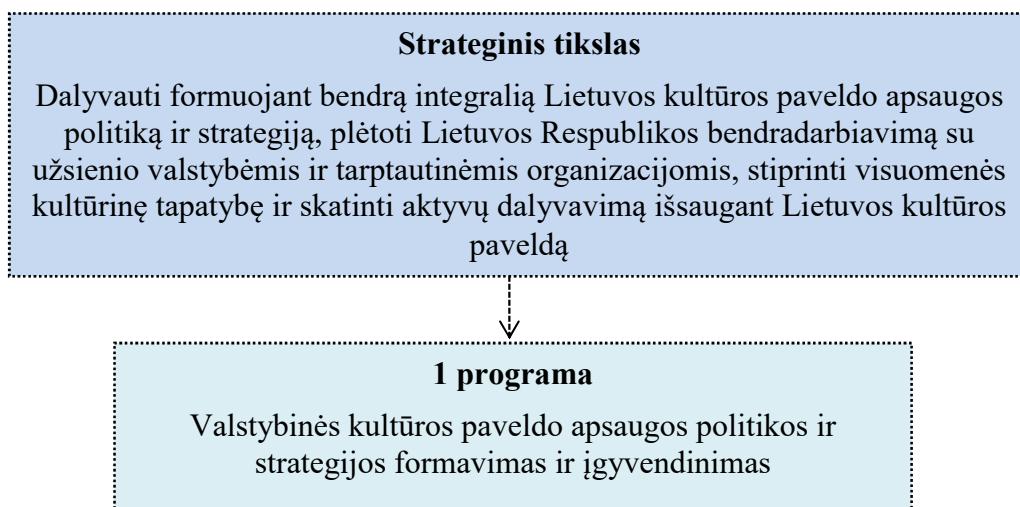 Strateginis tikslas
Dalyvauti formuojant bendrą integralią Lietuvos kultūros paveldo apsaugos
politiką ir strategiją, plėtoti Lietuvos Respublikos bendradarbiavimą su
užsienio valstybėmis ir tarptautinėmis organizacijomis, stiprinti visuomenės
kultūrinę tapatybę ir skatinti aktyvų dalyvavimą išsaugant Lietuvos kultūros
paveldą
1 programa
Valstybinės kultūros paveldo apsaugos politikos ir
strategijos formavimas ir įgyvendinimas